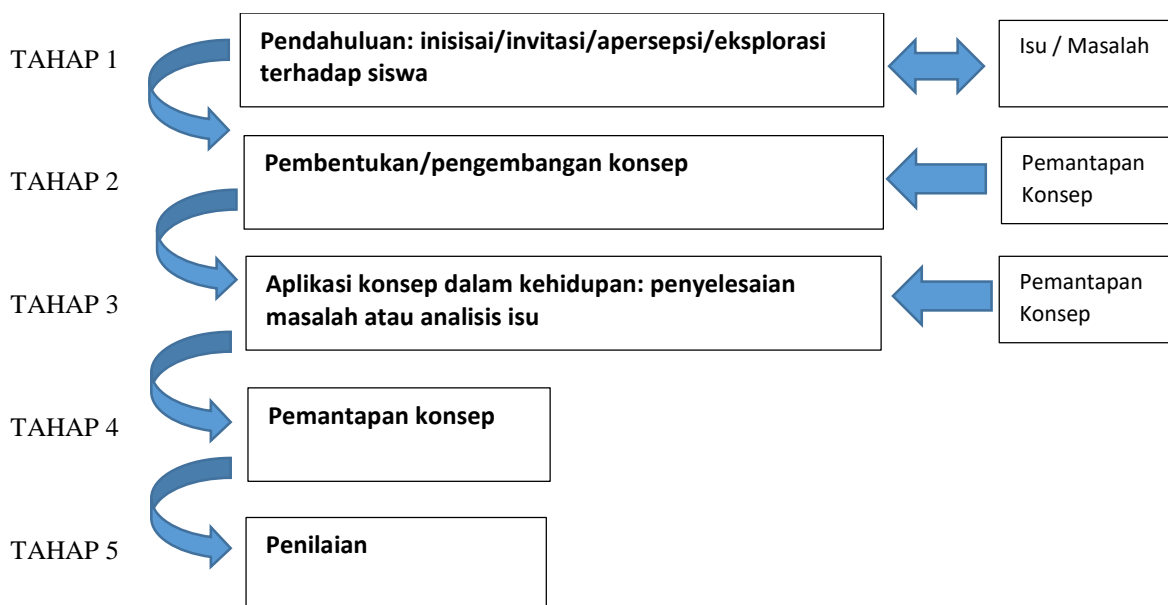 TAHAP 1
Pendahuluan: inisisai/invitasi/apersepsi/eksplorasi
terhadap siswa
Isu / Masalah
TAHAP 2
Pembentukan/pengembangan konsep
Pemantapan
Konsep
TAHAP 3
Aplikasi konsep dalam kehidupan: penyelesaian
masalah atau analisis isu
Pemantapan
Konsep
TAHAP 4
Pemantapan konsep
TAHAP 5
Penilaian